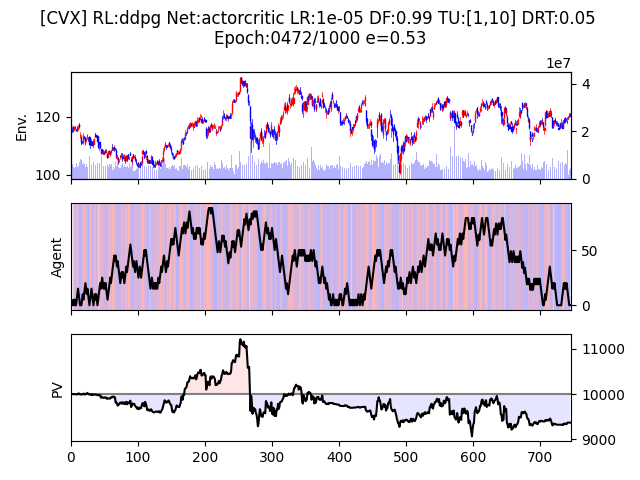 [CVX] RL:ddpg Net:actorcritic LR:1e-05 DF:0.99 TU:[1,10] DRT:0.05
Epoch:0472/1000 e=0.53
1e7
Env.
120
100
4
2
0
Agent
50
0
PV
11000
10000
9000
0 100 200 300 400 500 600 700